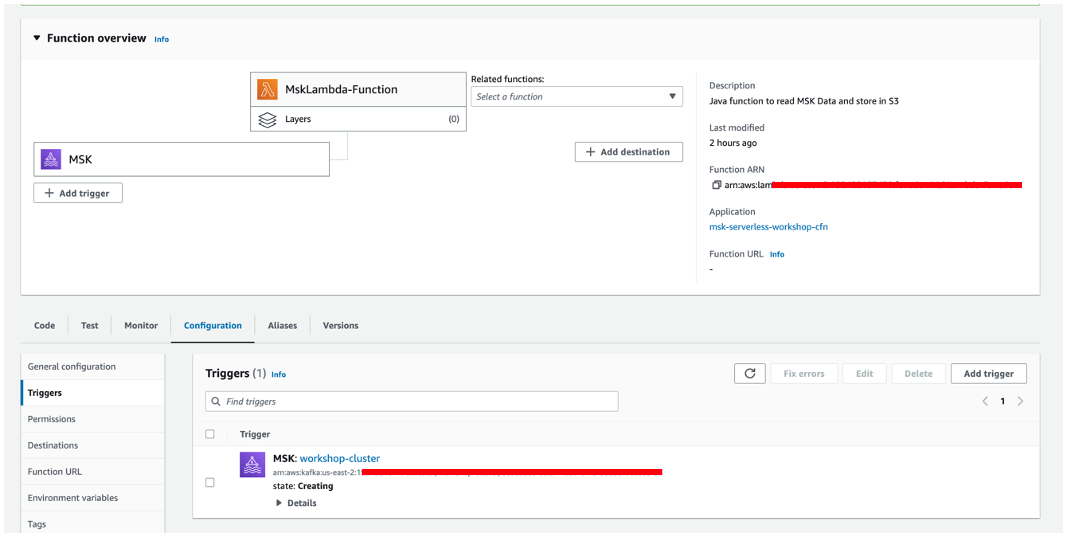 Function overview Info
MskLambda-Function
Layers (0)
Related functions:
Select a function
MSK
+ Add trigger
+ Add destination
Description
Java function to read MSK Data and store in S3
Last modified
2 hours ago
Function ARN
arn:aws:lam
Application
msk-serverless-workshop-cfn
Function URL Info
-
Code Test Monitor Configuration Aliases Versions
General configuration
Triggers
Permissions
Destinations
Function URL
Environment variables
Tags
Triggers (1) Info
Fix errors Edit Delete Add trigger
Find triggers
1
Trigger
MSK: workshop-cluster
arn:aws:kafka:us-east-2:1
state: Creating
Details